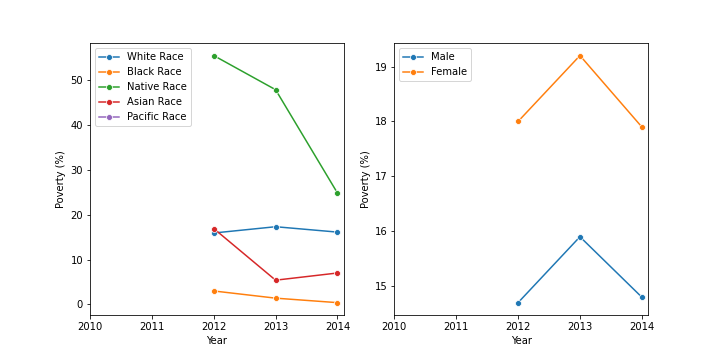 White Race
Black Race
Native Race
Asian Race
Pacific Race
50
40
30
20
10
0
Poverty (%)
2010 2011 2012 2013 2014
Year
Male
Female
19
18
17
16
15
Poverty (%)
2010 2011 2012 2013 2014
Year